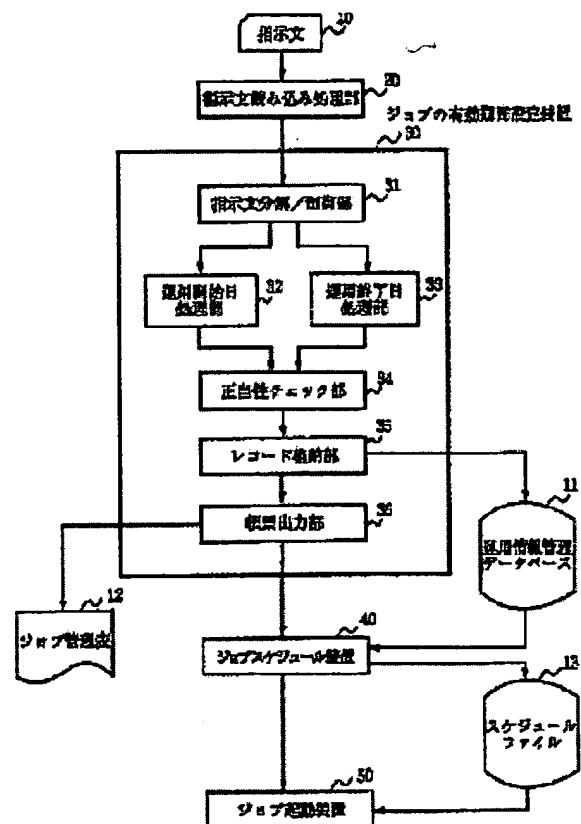 10
指示文
20
指示文読み込み処理部
ジョブの有効期間設定装置
30
31
指示文分解/制御部
32
運用開始日
処理部
33
運用終了日
処理部
34
正当性チェック部
35
レコード格納部
11
36
帳票出力部
運用情報管理
データベース
12
ジョブ管理表
40
ジョブスケジュール装置
13
スケジュール
ファイル
50
ジョブ起動装置